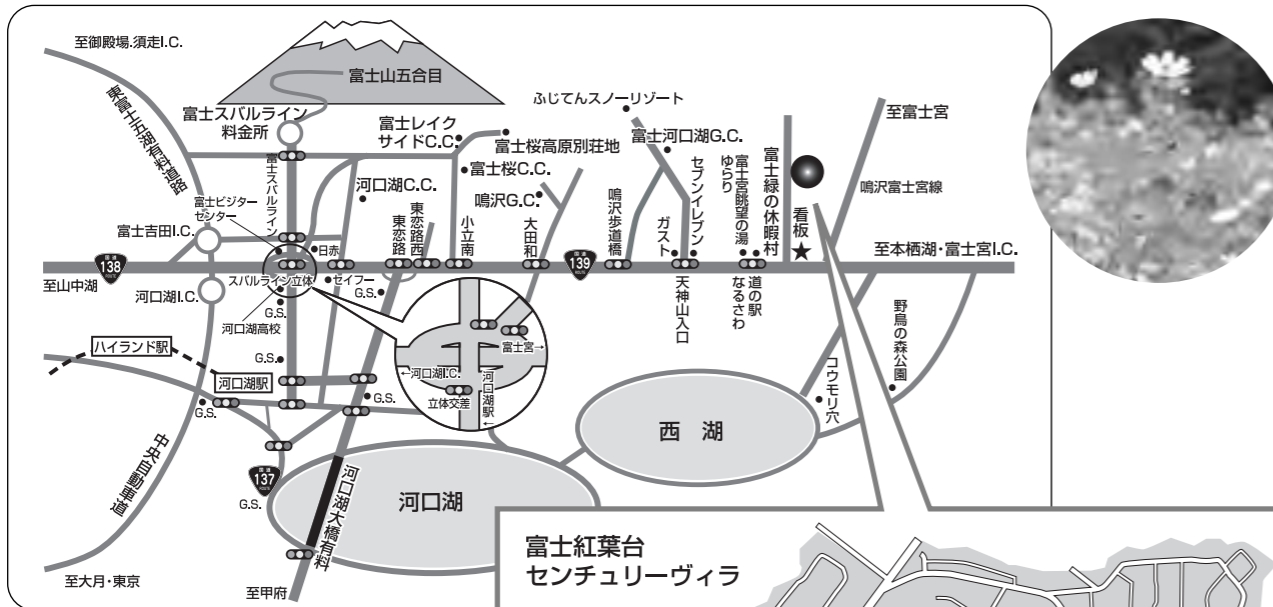 至御殿場.須走I.C.
東富士五湖有料道路
富士スバルライン
料金所
富士山五合目
富士スバルライン
富士ビジター
センター
富士吉田I.C.
国道
138
ROUTE
至山中湖
河口湖I.C.
スバルライン立体
河口湖高校
G.S.
日赤
セイフー
G.S.
河口湖C.C.
富士レイク
サイドC.C.
富士桜高原別荘地
富士桜C.C.
鳴沢G.C.
東恋路
東恋路西
小立南
大田和
国道
139
ROUTE
鳴沢歩道橋
ふじてんスノーリゾート
富士河口湖G.C.
ガスト
セブンイレブン
天神山入口
富士宮眺望の湯
ゆらり
道の駅
なるさわ
富士緑の休暇村
看板
★
至富士宮
鳴沢富士宮線
至本栖湖・富士宮I.C.
野鳥の森公園
コウモリ穴
富士宮→
←河口湖I.C.
立体交差
河口湖駅→
ハイランド駅
河口湖駅
G.S.
G.S.
G.S.
中央自動車道
国道
137
ROUTE
G.S.
河口湖大橋有料
河口湖
西 湖
至大月・東京
至甲府
富士紅葉台
センチュリーヴィラ